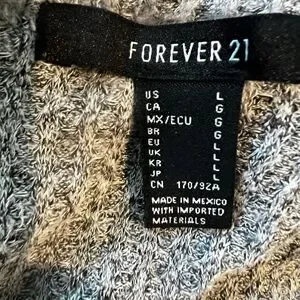 FOREVER 21
US L
CA G
MX/ECU G
BR G
EU L
UK L
KR L
JP L
CN 170/92A
MADE IN MEXICO
WITH IMPORTED
MATERIALS